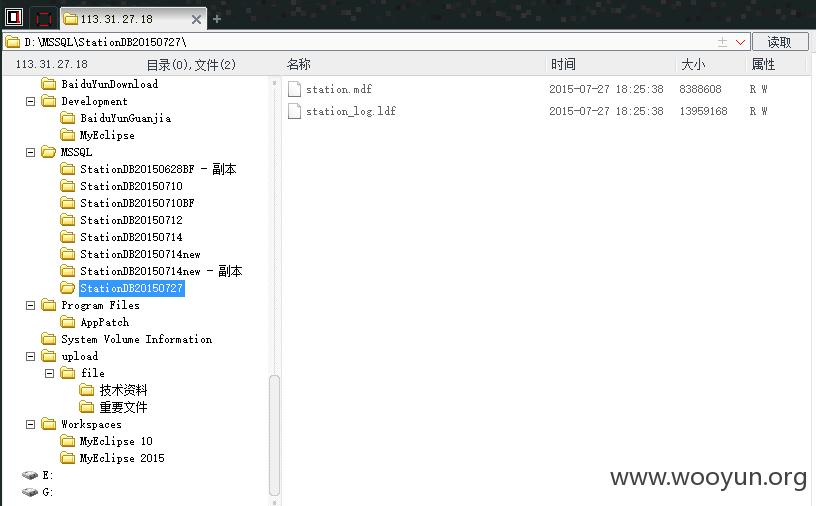 113.31.27.18
D:\MSSQL\StationDB20150727\
读取
113.31.27.18 目录(0),文件(2)
名称 时间 大小 属性
BaiduYunDownload
Development
BaiduYunGuanjia
MyEclipse
MSSQL
StationDB20150628BF - 副本
StationDB20150710
StationDB20150710BF
StationDB20150712
StationDB20150714
StationDB20150714new
StationDB20150714new - 副本
StationDB20150727
Program Files
AppPatch
System Volume Information
upload
file
技术资料
重要文件
Workspaces
MyEclipse 10
MyEclipse 2015
E:
G:
station.mdf 2015-07-27 18:25:38 8388608 R W
station_log.ldf 2015-07-27 18:25:38 13959168 R W
www.wooyun.org